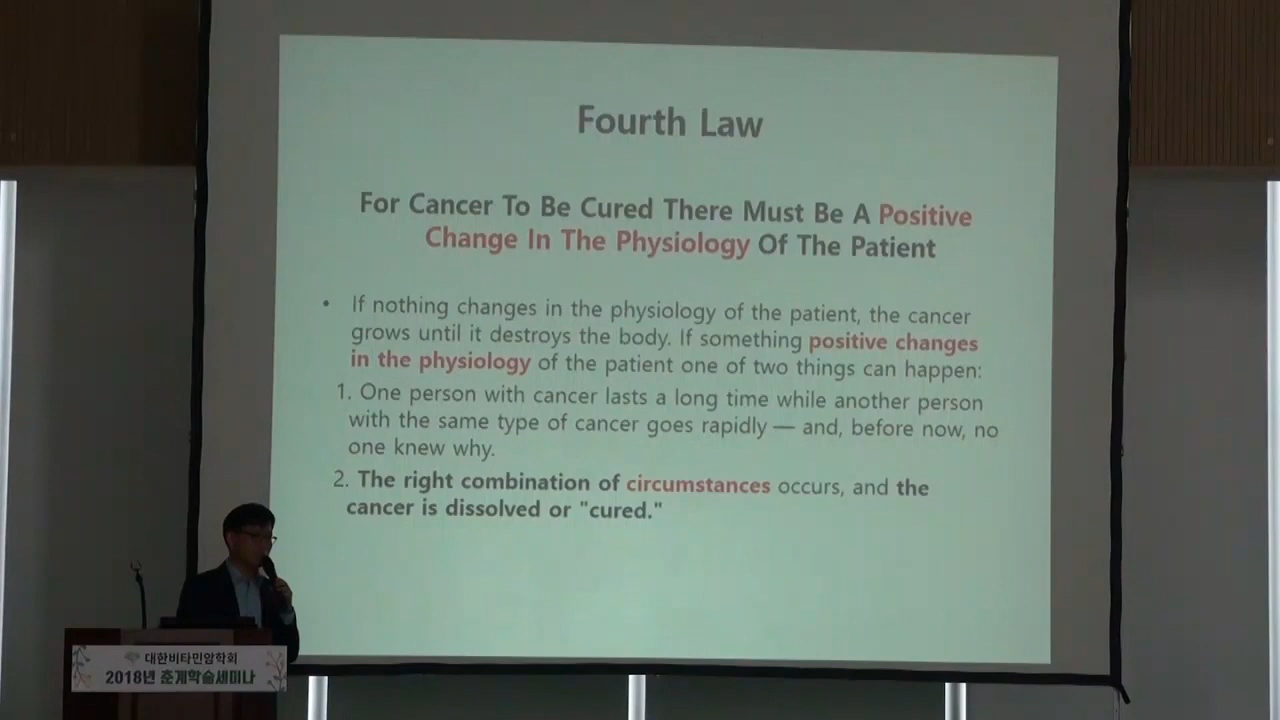 Fourth Law
For Cancer To Be Cured There Must Be A Positive
Change In The Physiology Of The Patient
• If nothing changes in the physiology of the patient, the cancer
grows until it destroys the body. If something positive changes
in the physiology of the patient one of two things can happen:
1. One person with cancer lasts a long time while another person
with the same type of cancer goes rapidly — and, before now, no
one knew why.
2. The right combination of circumstances occurs, and the
cancer is dissolved or "cured."
대한비타민암학회
2018년 춘계학술세미나